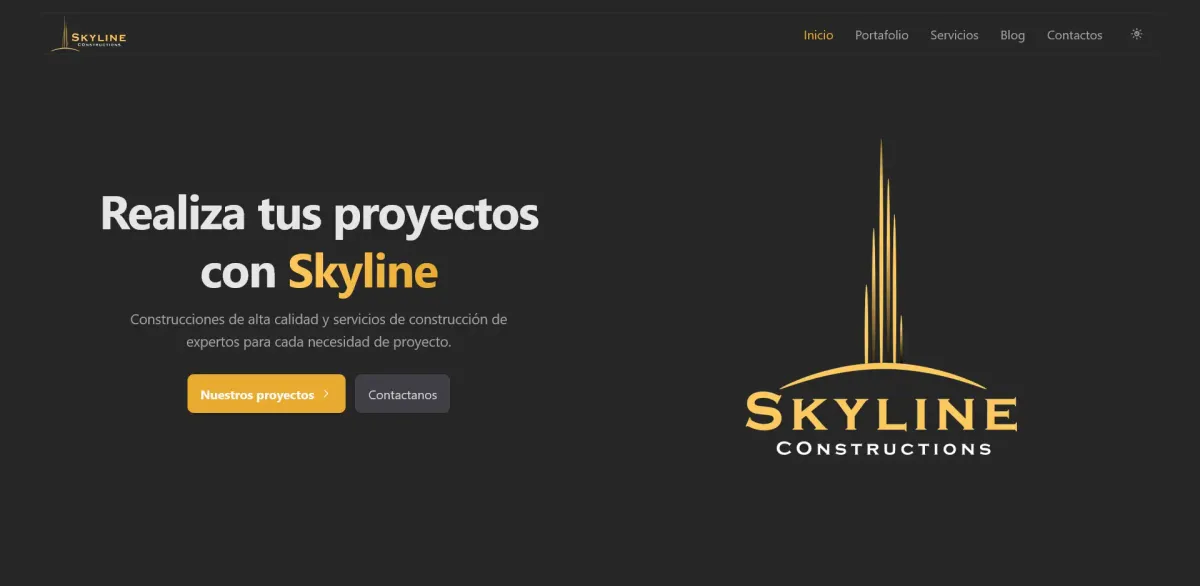 SKYLINE
COnstructions
Inicio Portafolio Servicios Blog Contactos
Realiza tus proyectos
con Skyline
Construcciones de alta calidad y servicios de construcción de
expertos para cada necesidad de proyecto.
Nuestros proyectos Contactanos
SKYLINE
COnstructions